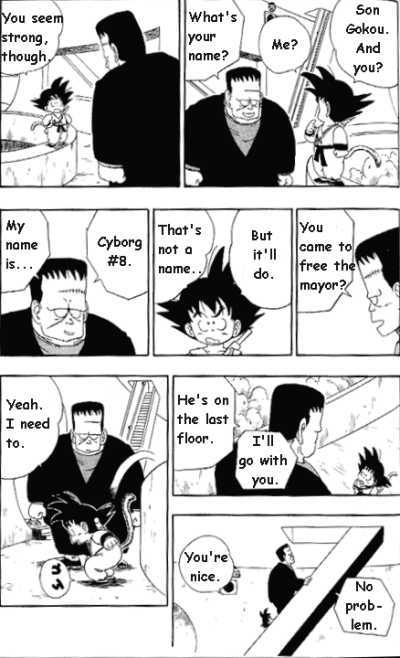 You seem
strong,
though.
What's
your
name?
Me?
Son
Gokou.
And
you?
My
name
is...
Cyborg
#8.
That's
not a
name..
But
it'll
do.
You
came to
free the
mayor?
Yeah.
I need
to.
He's on
the last
floor.
I'll
go with
you.
You're
nice.
No
prob-
lem.